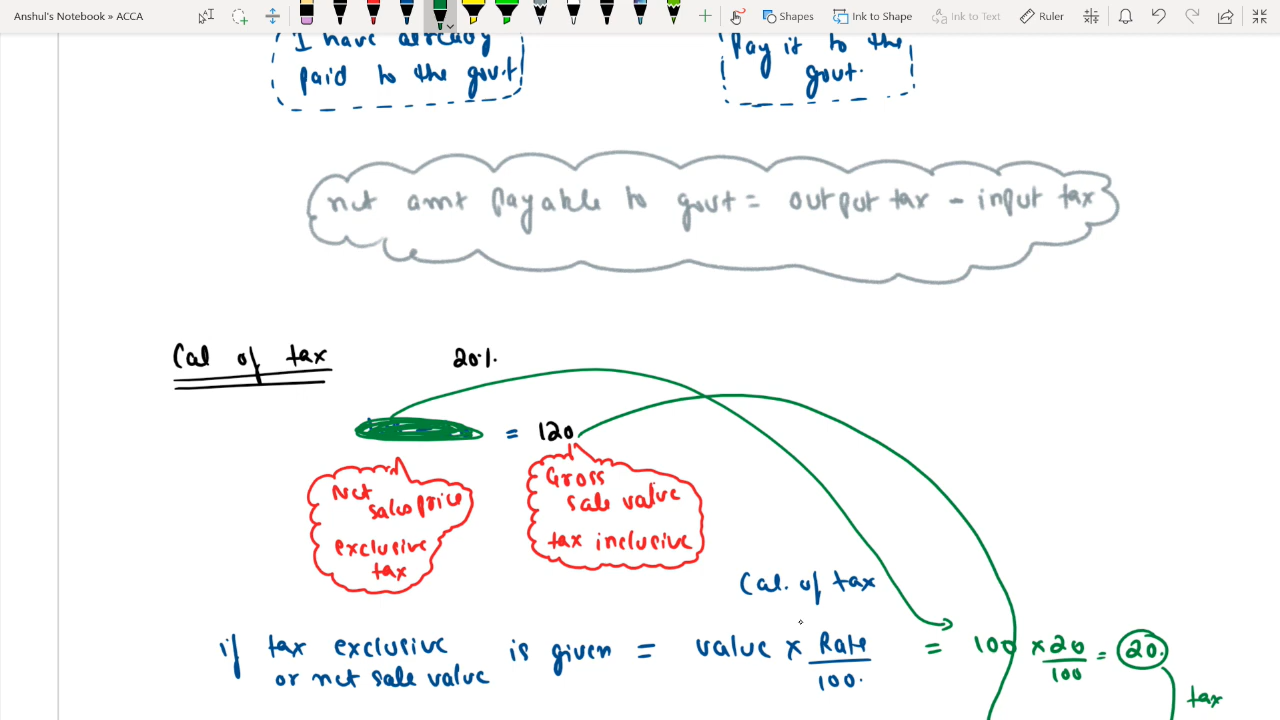 Anshul's Notebook » ACCA
Shapes
Ink to Shape
Ink to Text
Ruler
I have already
paid to the govt
Pay it to the
govt.
net amt payable to govt = output tax - input tax
Cal of tax
20%.
= 120
Net
sales price
exclusive
tax
Gross
sale value
tax inclusive
Cal. of tax
if tax exclusive is given = value x Rate = 100 x 20 = 20.
or net sale value 100. 100
tax